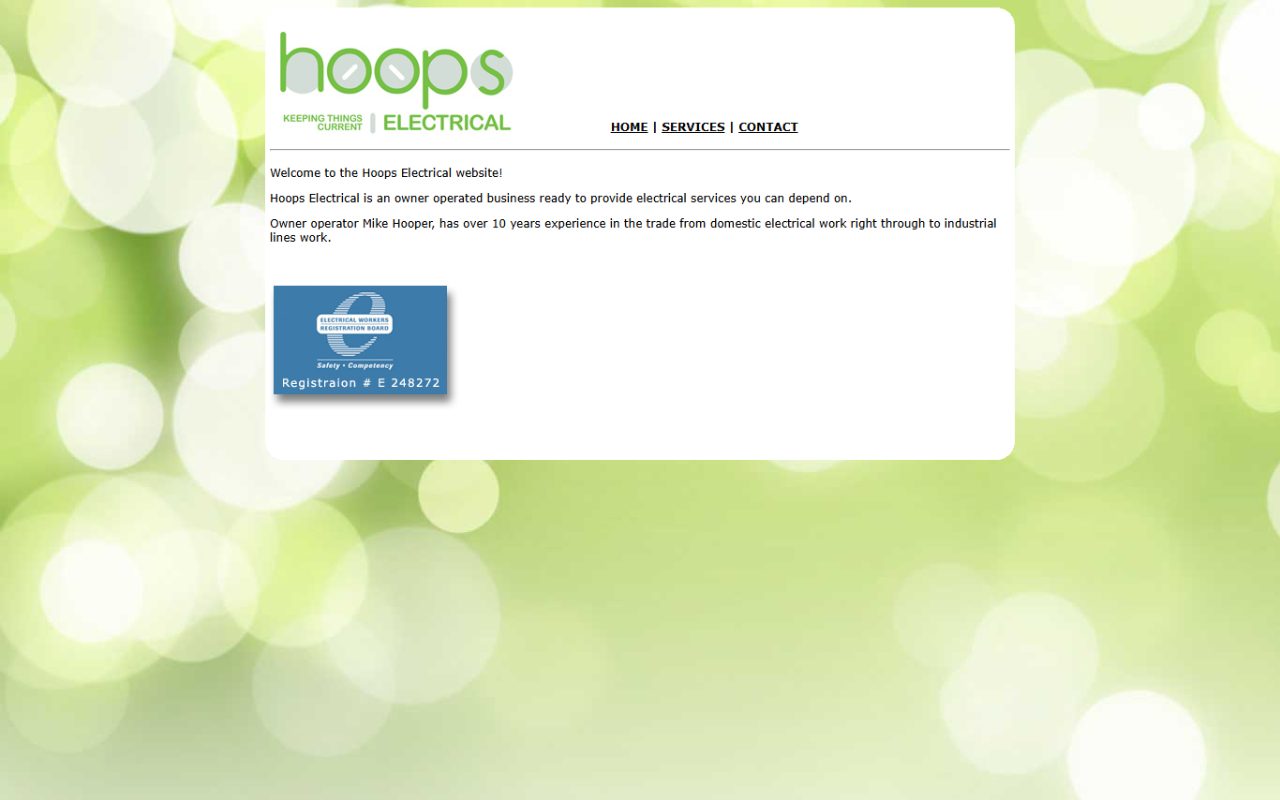 hoops
KEEPING THINGS
CURRENT | ELECTRICAL
HOME | SERVICES | CONTACT
Welcome to the Hoops Electrical website!
Hoops Electrical is an owner operated business ready to provide electrical services you can depend on.
Owner operator Mike Hooper, has over 10 years experience in the trade from domestic electrical work right through to industrial
lines work.
ELECTRICAL WORKERS
REGISTRATION BOARD
Safety • Competency
Registraion # E 248272